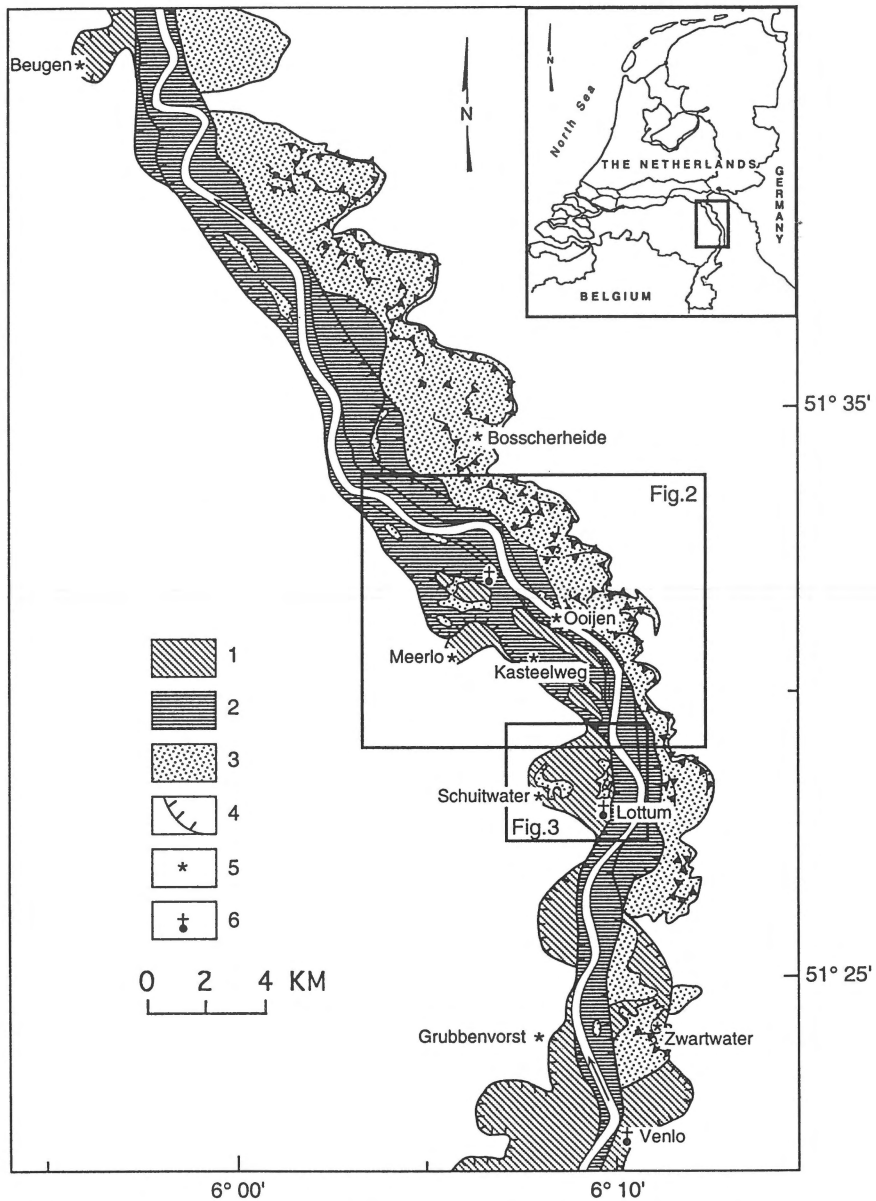 Beugen
N
N
North Sea
THE NETHERLANDS
GERMANY
BELGIUM
51° 35'
Bosscherheide
Fig.2
Ooijen
Meerlo
Kasteelweg
1
2
3
4
5
6
Schuitwater
Lottum
Fig.3
0 2 4 KM
51° 25'
Grubbenvorst
Zwartwater
Venlo
6° 00'
6° 10'